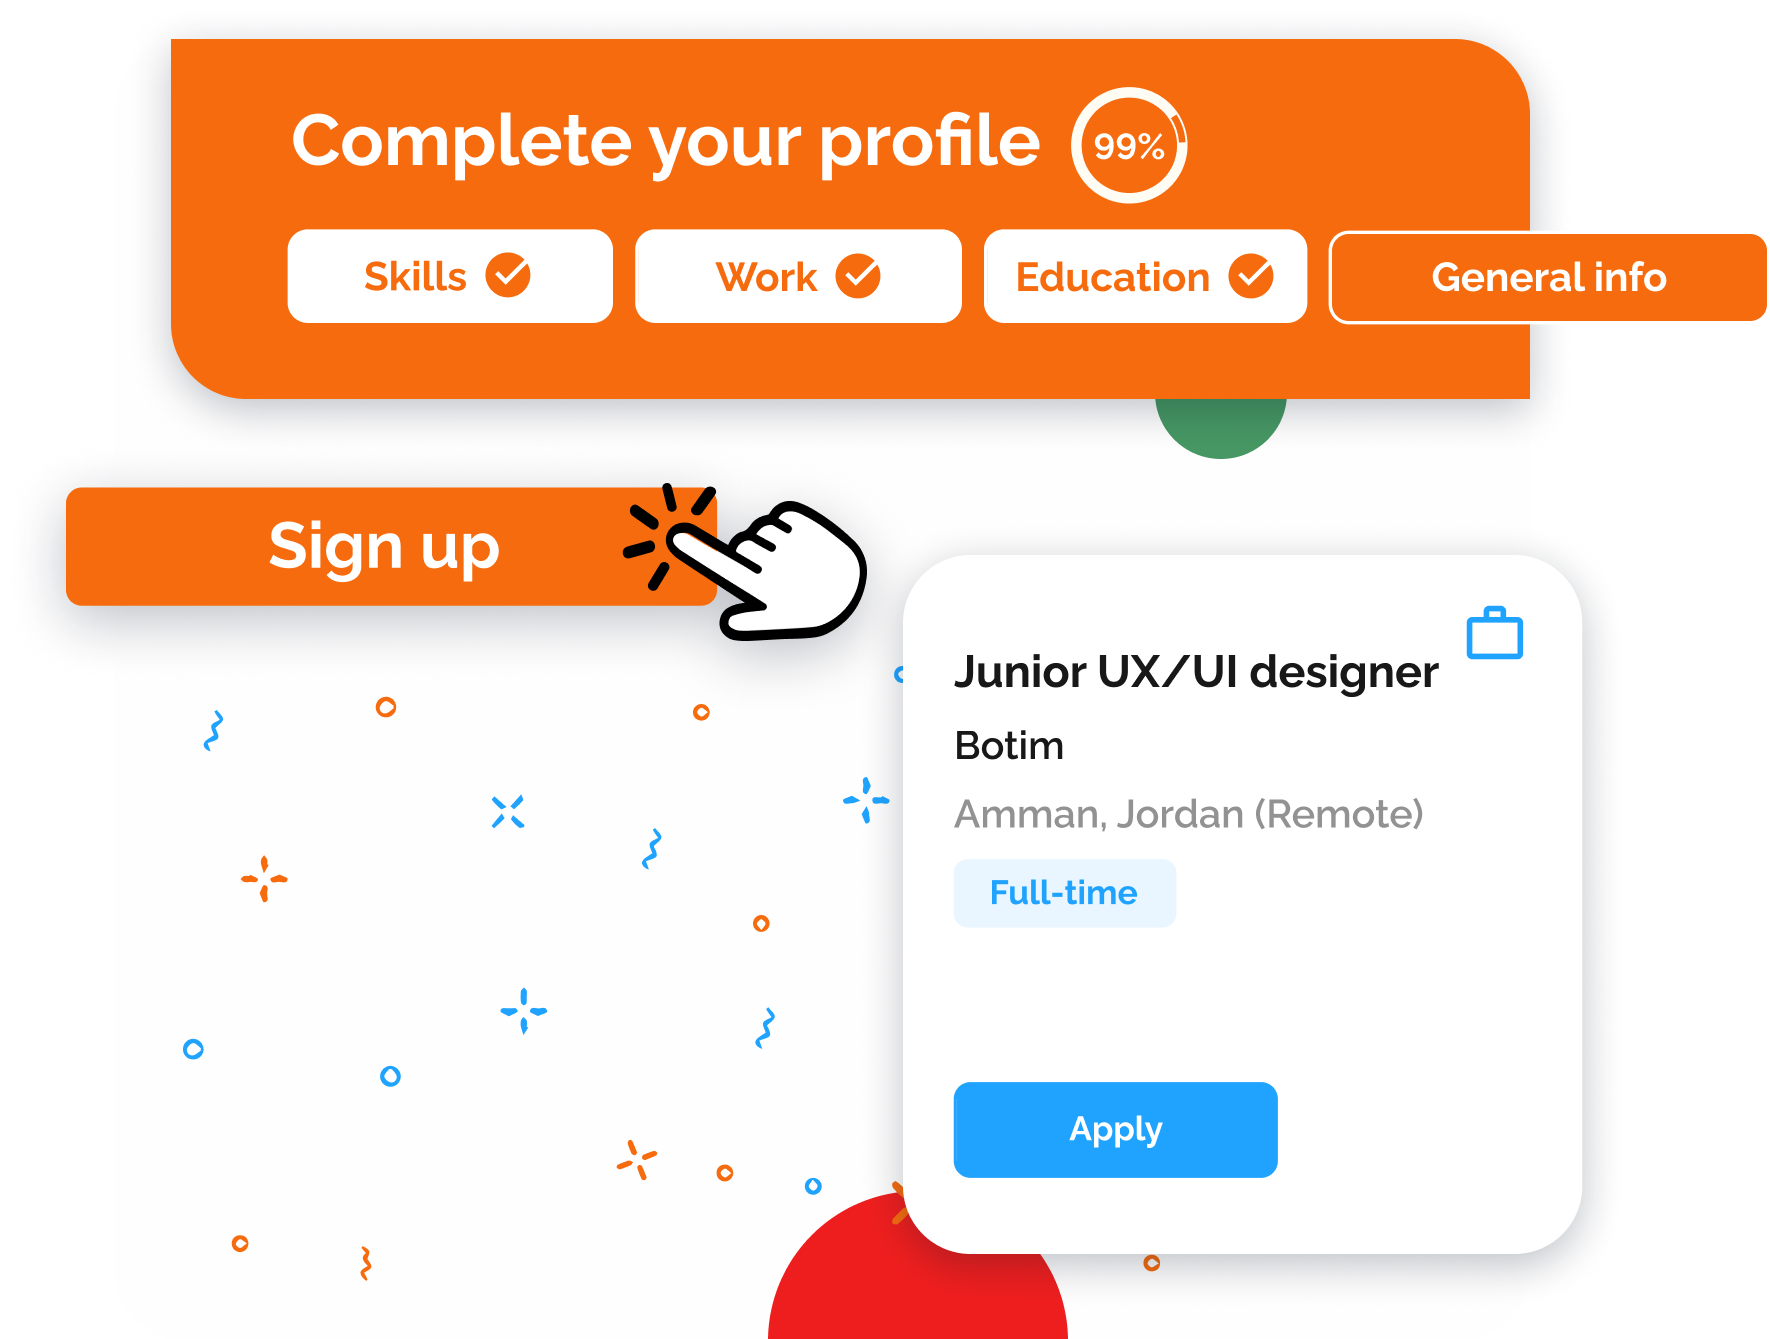 Complete your profile 99%
Skills Work Education General info
Sign up
Junior UX/UI designer
Botim
Amman, Jordan (Remote)
Full-time
Apply